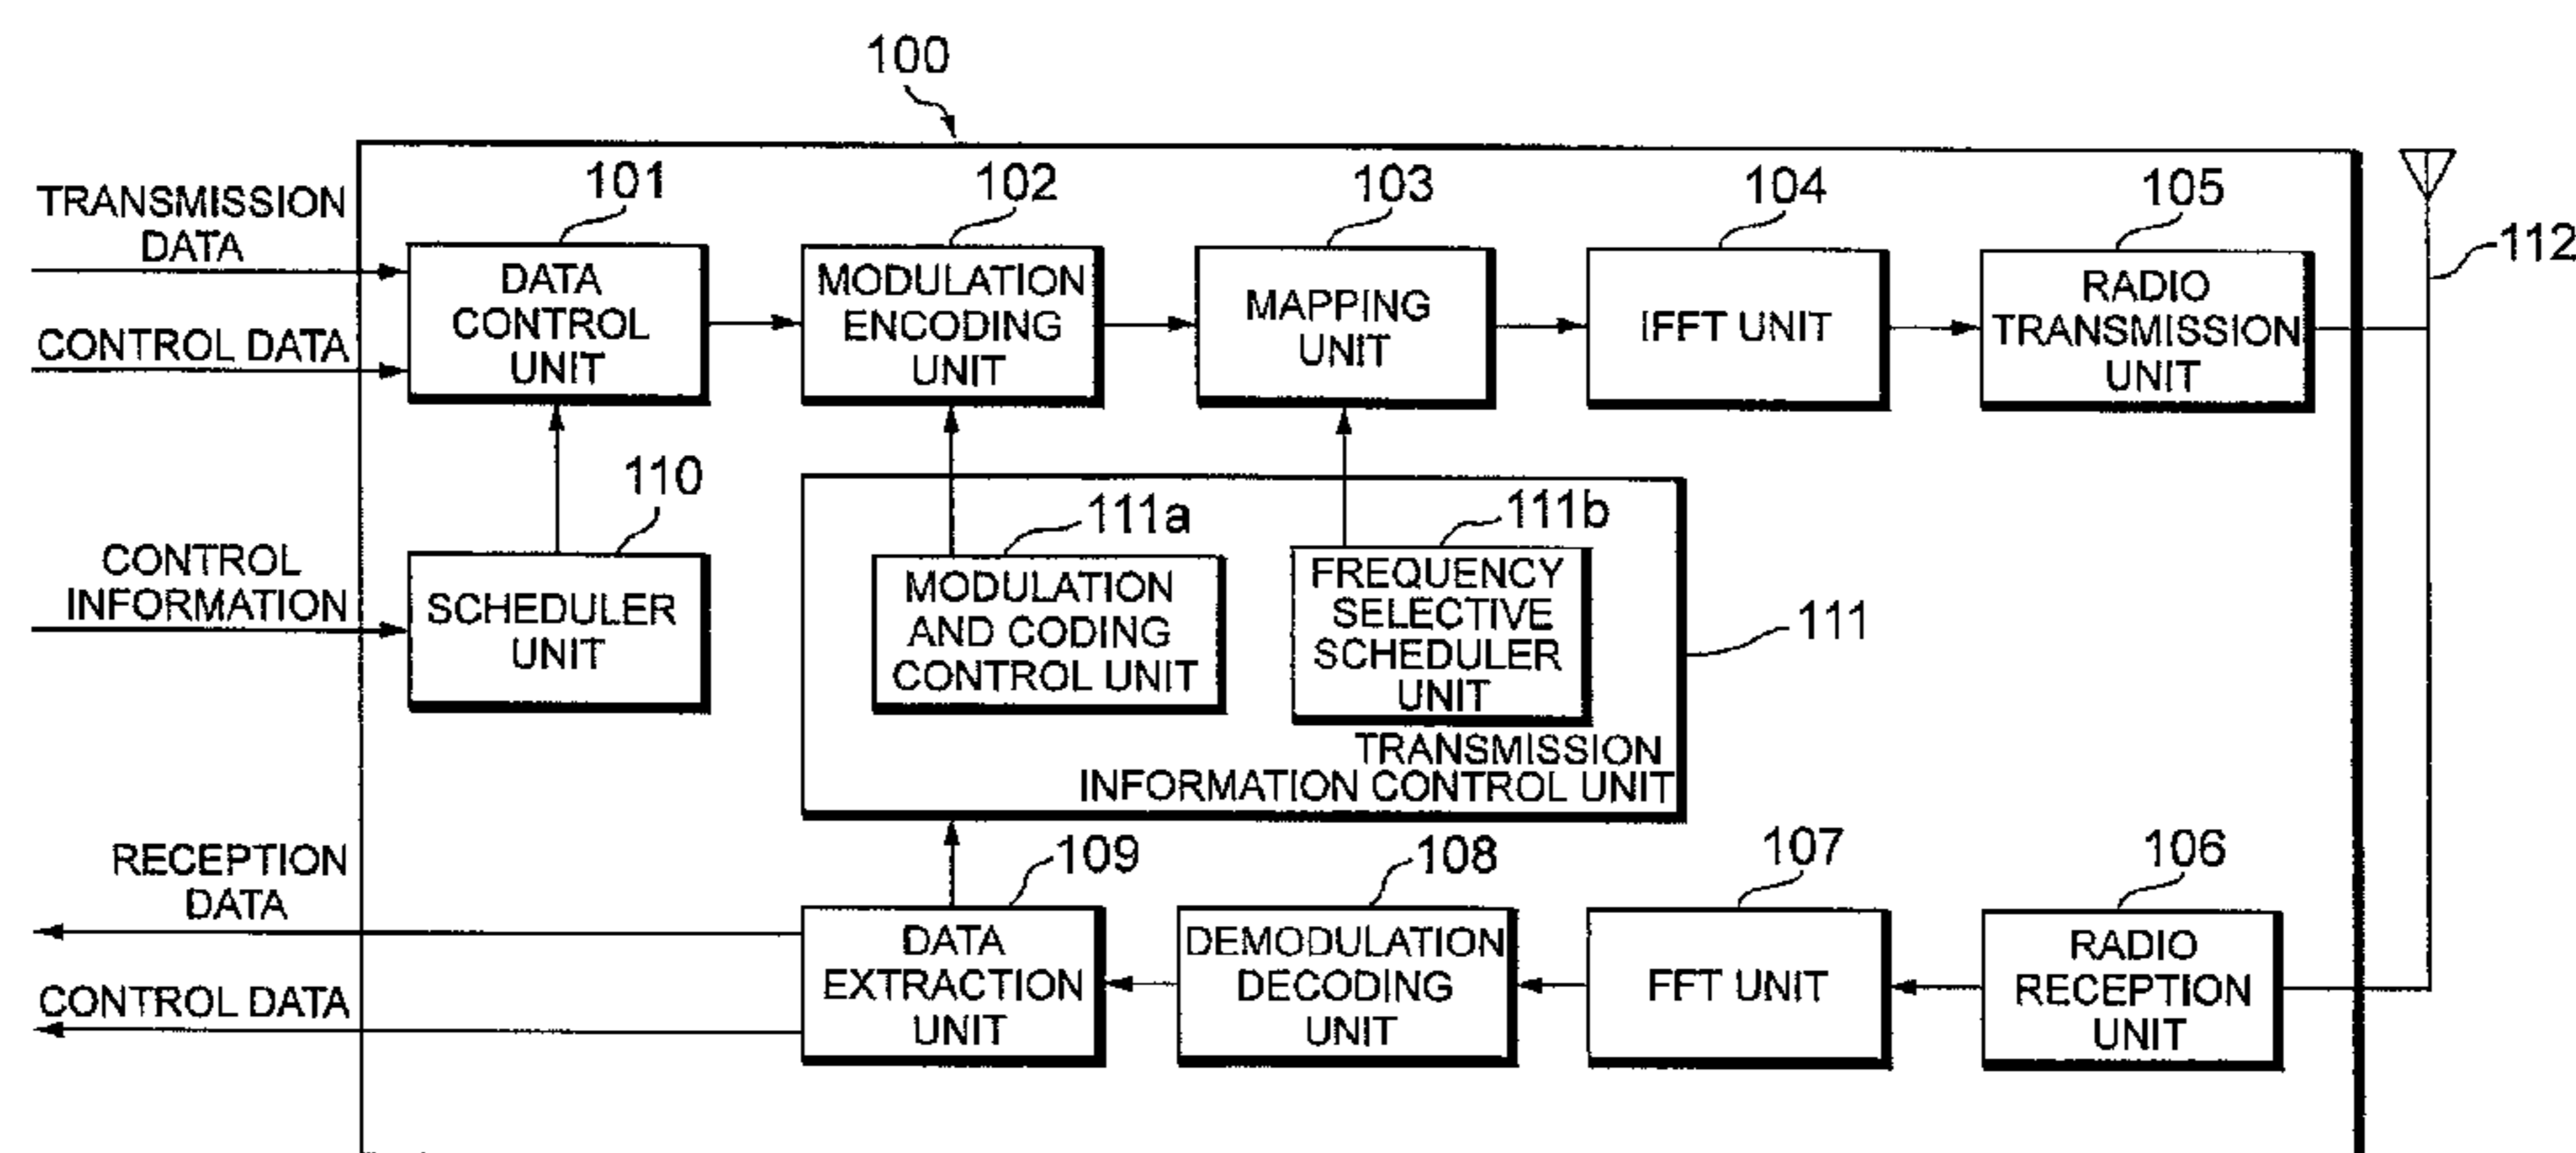 100
TRANSMISSION
DATA
CONTROL DATA
101
DATA
CONTROL
UNIT
102
MODULATION
ENCODING
UNIT
103
MAPPING
UNIT
104
IFFT UNIT
105
RADIO
TRANSMISSION
UNIT
112
CONTROL
INFORMATION
110
SCHEDULER
UNIT
111a
MODULATION
AND CODING
CONTROL UNIT
111b
FREQUENCY
SELECTIVE
SCHEDULER
UNIT
111
TRANSMISSION
INFORMATION CONTROL UNIT
RECEPTION
DATA
CONTROL DATA
109
DATA
EXTRACTION
UNIT
108
DEMODULATION
DECODING
UNIT
107
FFT UNIT
106
RADIO
RECEPTION
UNIT